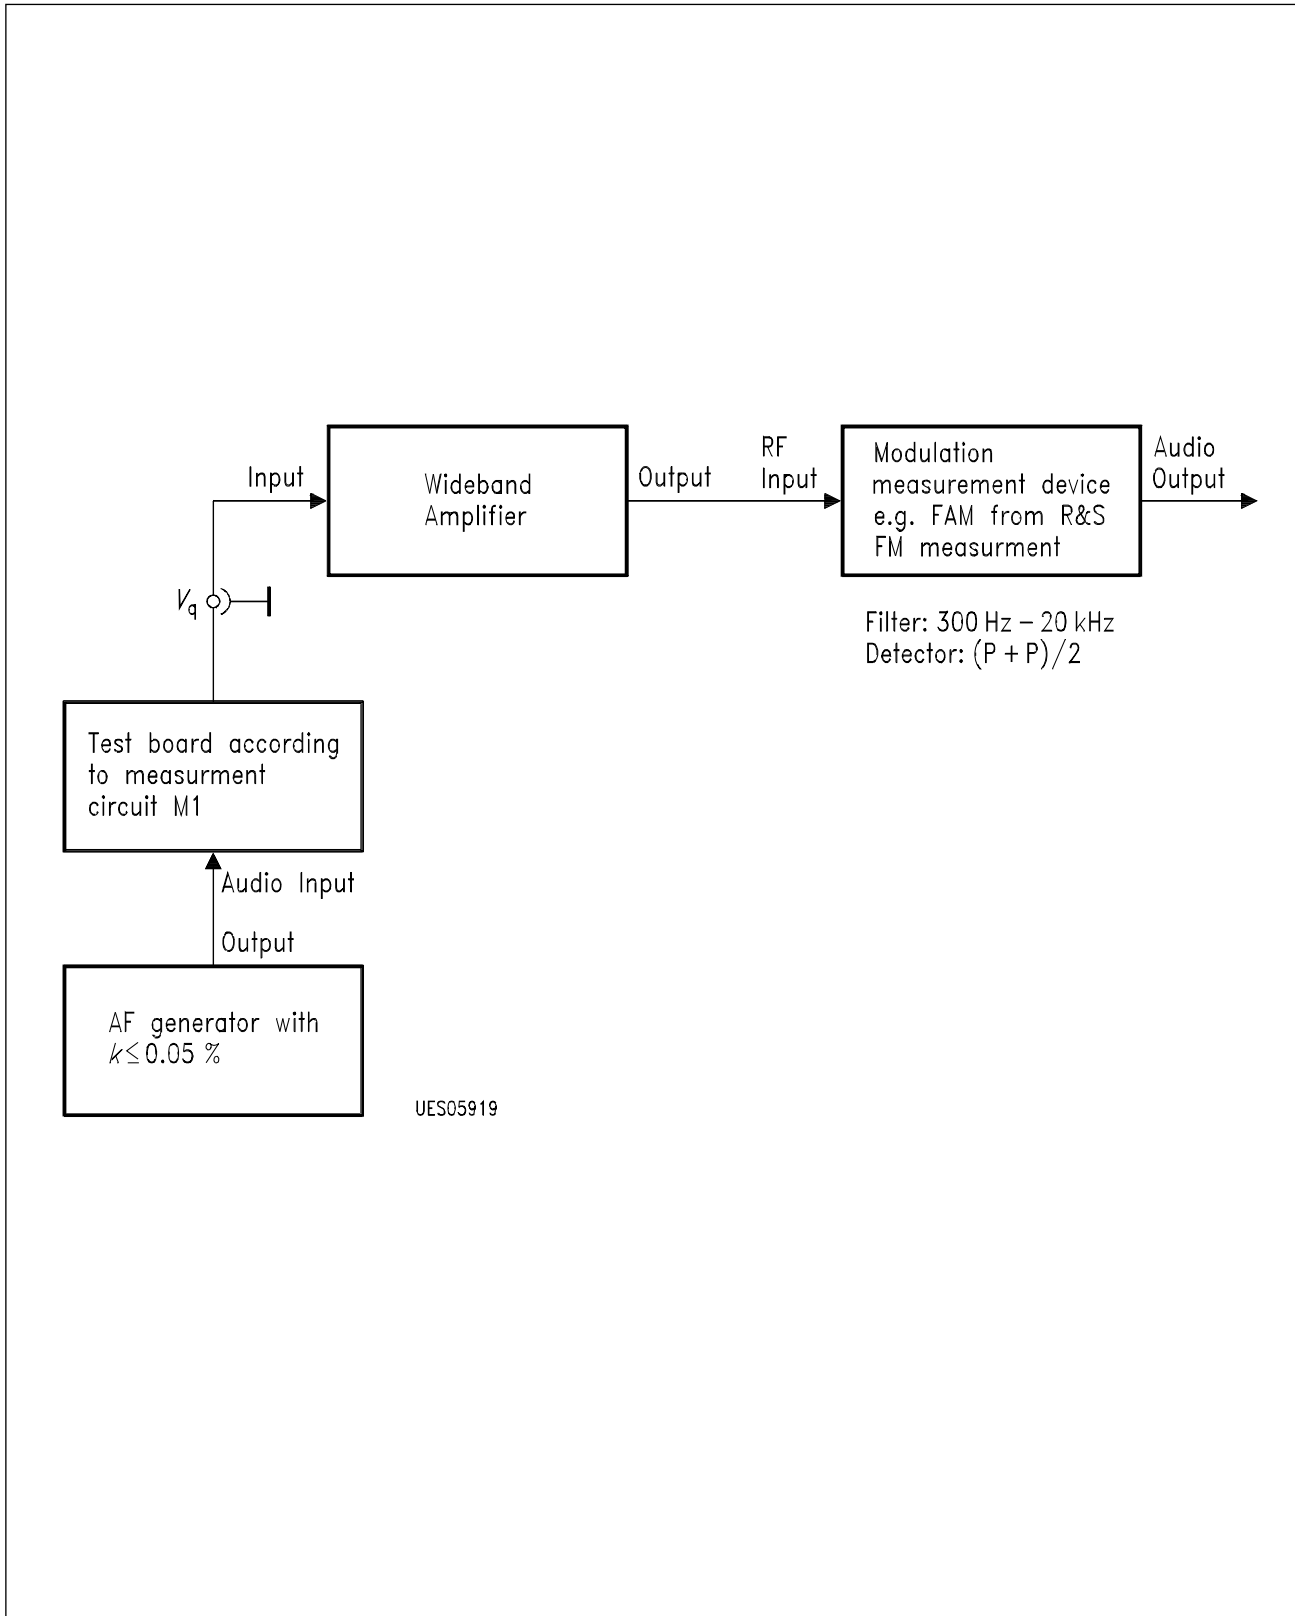 Input
Wideband
Amplifier
Output
RF
Input
Modulation
measurement device
e.g. FAM from R&S
FM measurment
Audio
Output
Vq
Filter: 300 Hz – 20 kHz
Detector: (P + P)/2
Test board according
to measurment
circuit M1
Audio Input
Output
AF generator with
k ≤ 0.05 %
UES05919